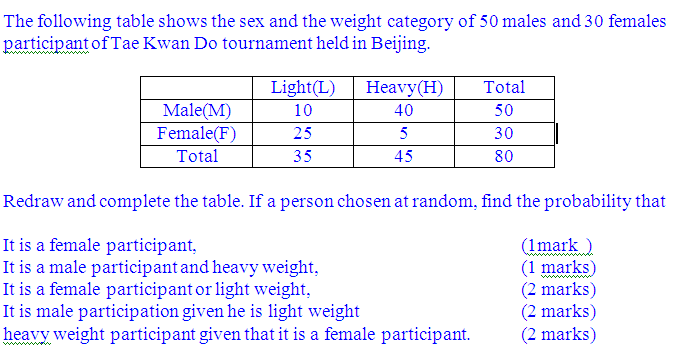 The following table shows the sex and the weight category of 50 males and 30 females
participant of Tae Kwan Do tournament held in Beijing.
Light(L) Heavy(H) Total
Male(M) 10 40 50
Female(F) 25 5 30
Total 35 45 80
Redraw and complete the table. If a person chosen at random, find the probability that
It is a female participant, (1mark )
It is a male participant and heavy weight, (1 marks)
It is a female participant or light weight, (2 marks)
It is male participation given he is light weight (2 marks)
heavy weight participant given that it is a female participant. (2 marks)